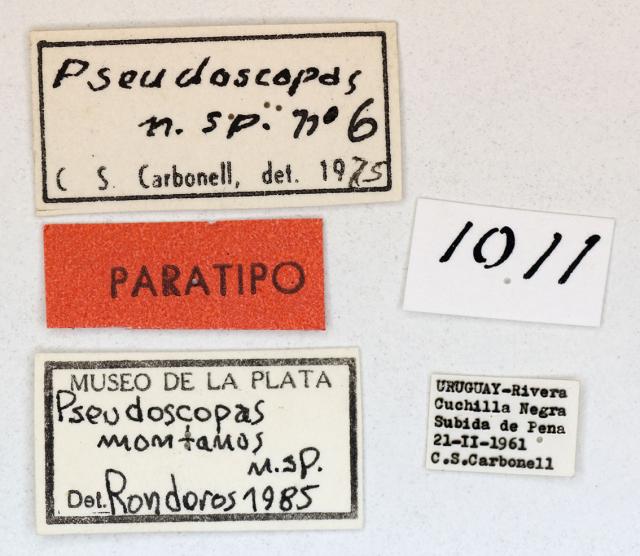 Pseudoscopas
n. sp. nº 6
C S. Carbonell, det. 1975
PARATIPO
1011
MUSEO DE LA PLATA
Pseudoscopas
montanus
n.sp.
Det. Ronderos 1985
URUGUAY-Rivera
Cuchilla Negra
Subida de Pena
21-II-1961
C.S.Carbonell